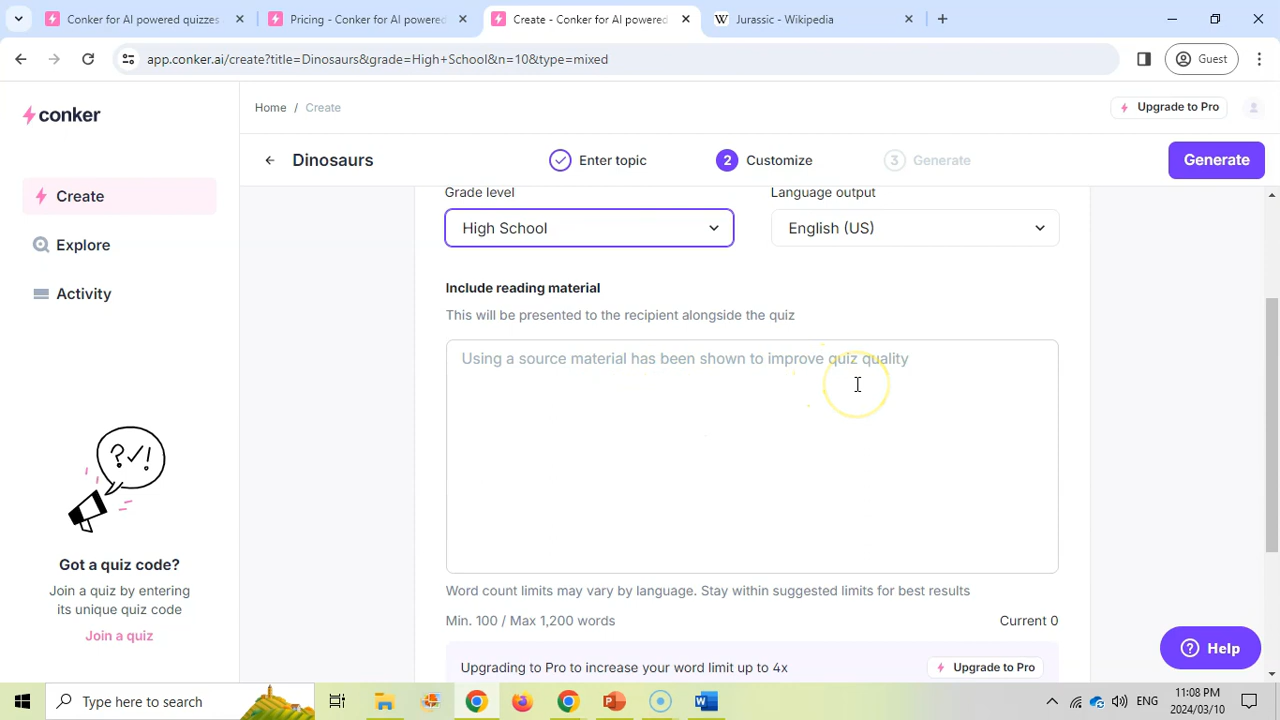 Conker for AI powered quizzes
Pricing - Conker for AI powered
Create - Conker for AI powered
W Jurassic - Wikipedia
app.conker.ai/create?title=Dinosaurs&grade=High+School&n=10&type=mixed
Guest
conker
Home / Create
Upgrade to Pro
Dinosaurs
Enter topic
2 Customize
3 Generate
Generate
Create
Explore
Activity
Grade level
Language output
High School
English (US)
Include reading material
This will be presented to the recipient alongside the quiz
Using a source material has been shown to improve quiz quality
?✓!
Got a quiz code?
Join a quiz by entering
its unique quiz code
Join a quiz
Word count limits may vary by language. Stay within suggested limits for best results
Min. 100 / Max 1,200 words
Current 0
Upgrading to Pro to increase your word limit up to 4x
Upgrade to Pro
? Help
Type here to search
ENG
11:08 PM
2024/03/10